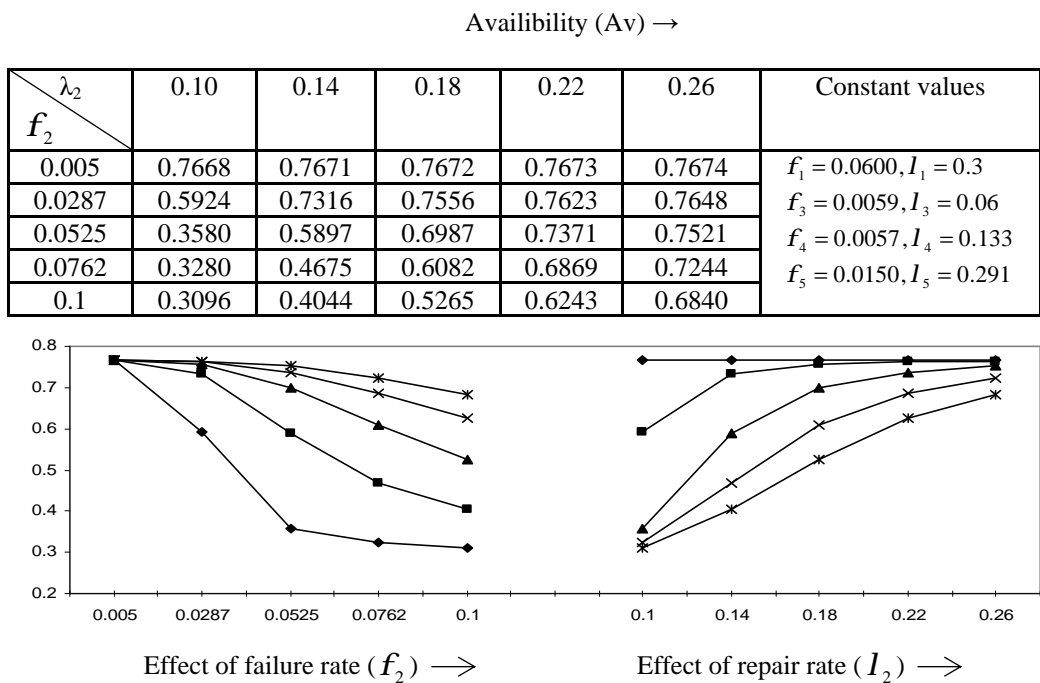 Availibility (Av) →
λ₂ 0.10 0.14 0.18 0.22 0.26 Constant values
f₂
0.005 0.7668 0.7671 0.7672 0.7673 0.7674
0.0287 0.5924 0.7316 0.7556 0.7623 0.7648
0.0525 0.3580 0.5897 0.6987 0.7371 0.7521
0.0762 0.3280 0.4675 0.6082 0.6869 0.7244
0.1 0.3096 0.4044 0.5265 0.6243 0.6840
f₁ = 0.0600, l₁ = 0.3
f₃ = 0.0059, l₃ = 0.06
f₄ = 0.0057, l₄ = 0.133
f₅ = 0.0150, l₅ = 0.291
0.8
0.7
0.6
0.5
0.4
0.3
0.2
0.005 0.0287 0.0525 0.0762 0.1 0.1 0.14 0.18 0.22 0.26
Effect of failure rate (f₂) → Effect of repair rate (l₂) →